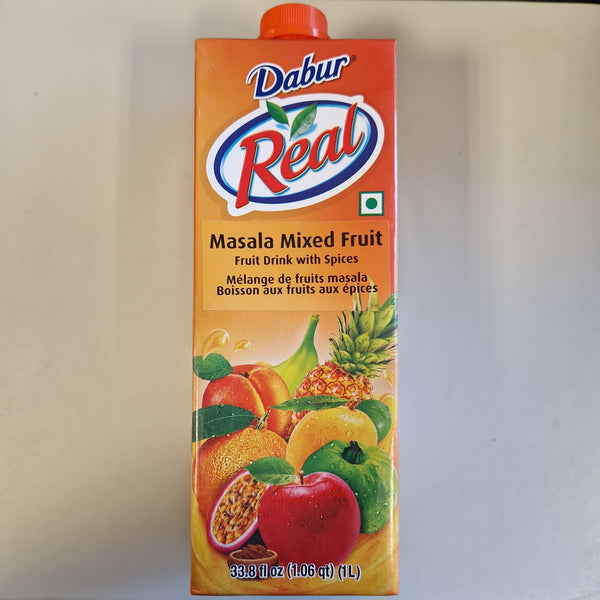 Dabur®
Real
Masala Mixed Fruit
Fruit Drink with Spices
Mélange de fruits masala
Boisson aux fruits aux épices
33.8 fl oz (1.06 qt) (1L)